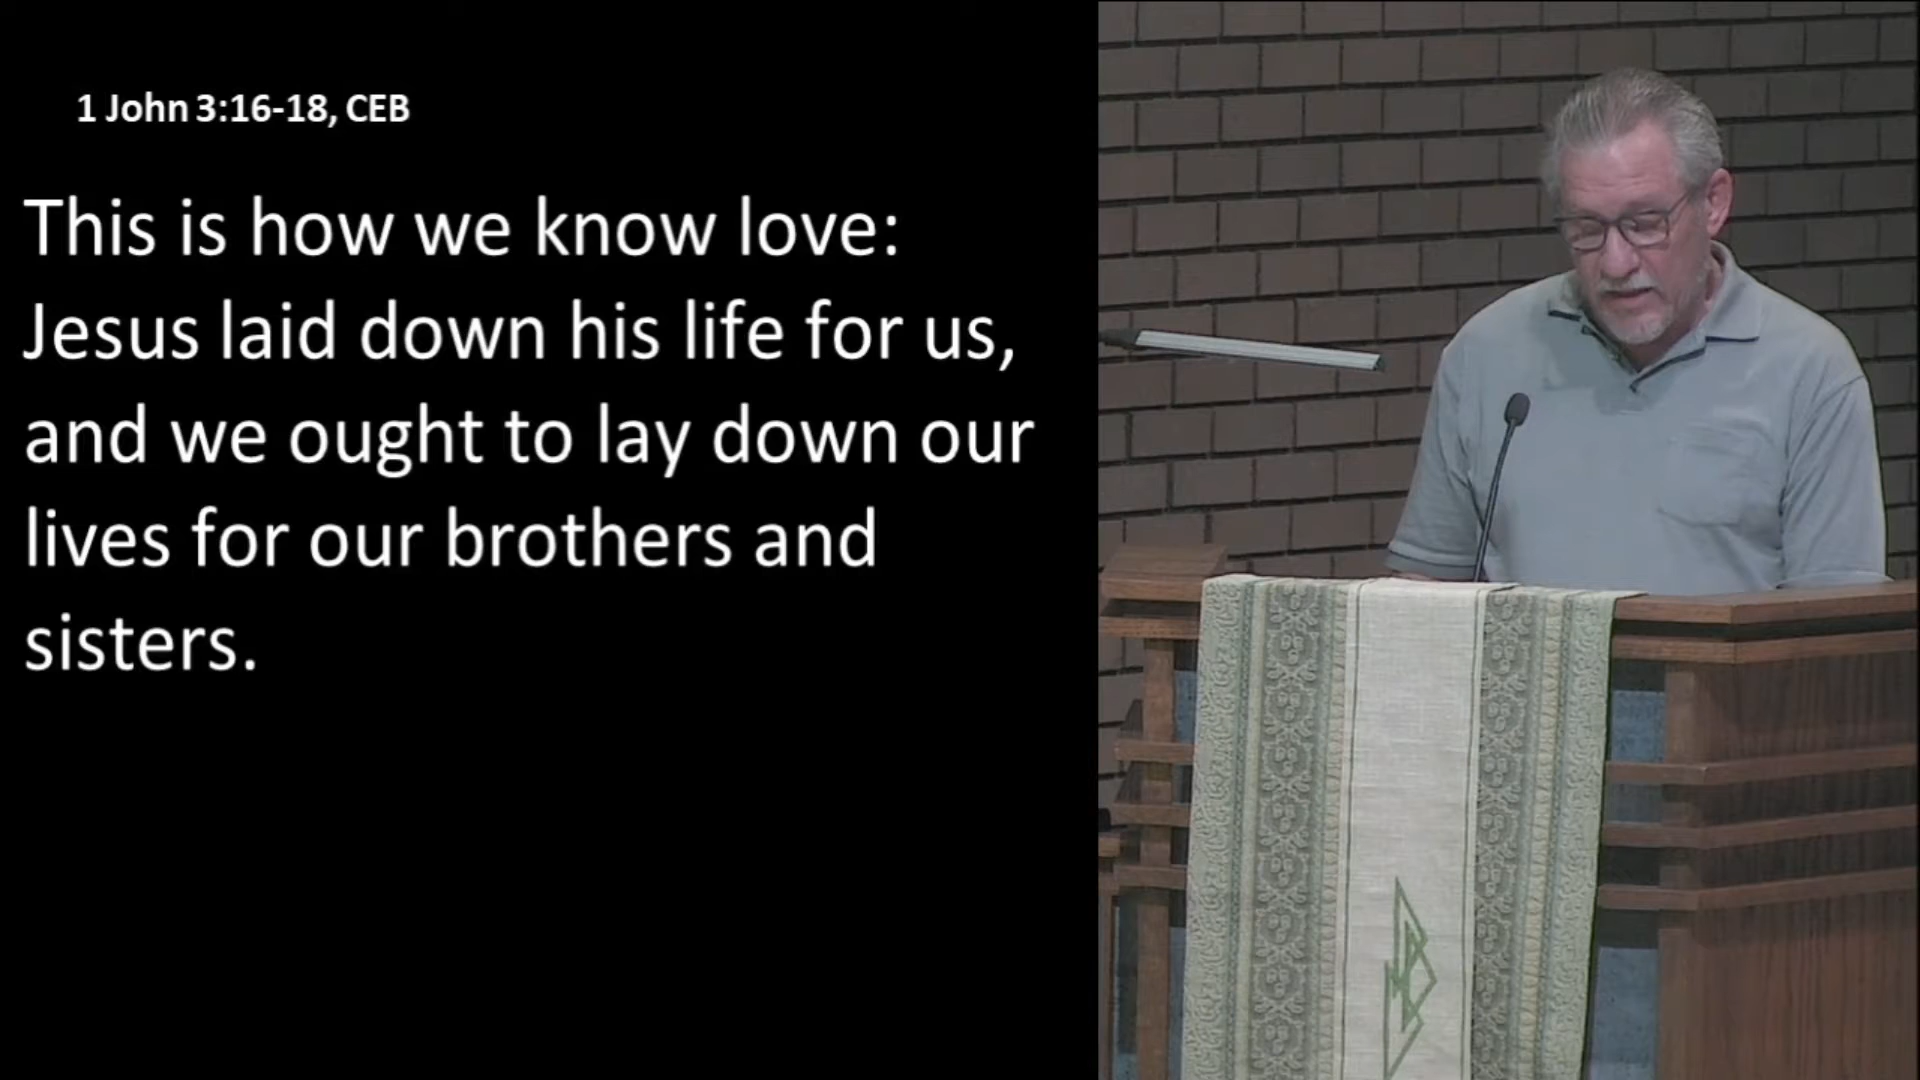 1 John 3:16-18, CEB
This is how we know love:
Jesus laid down his life for us,
and we ought to lay down our
lives for our brothers and
sisters.